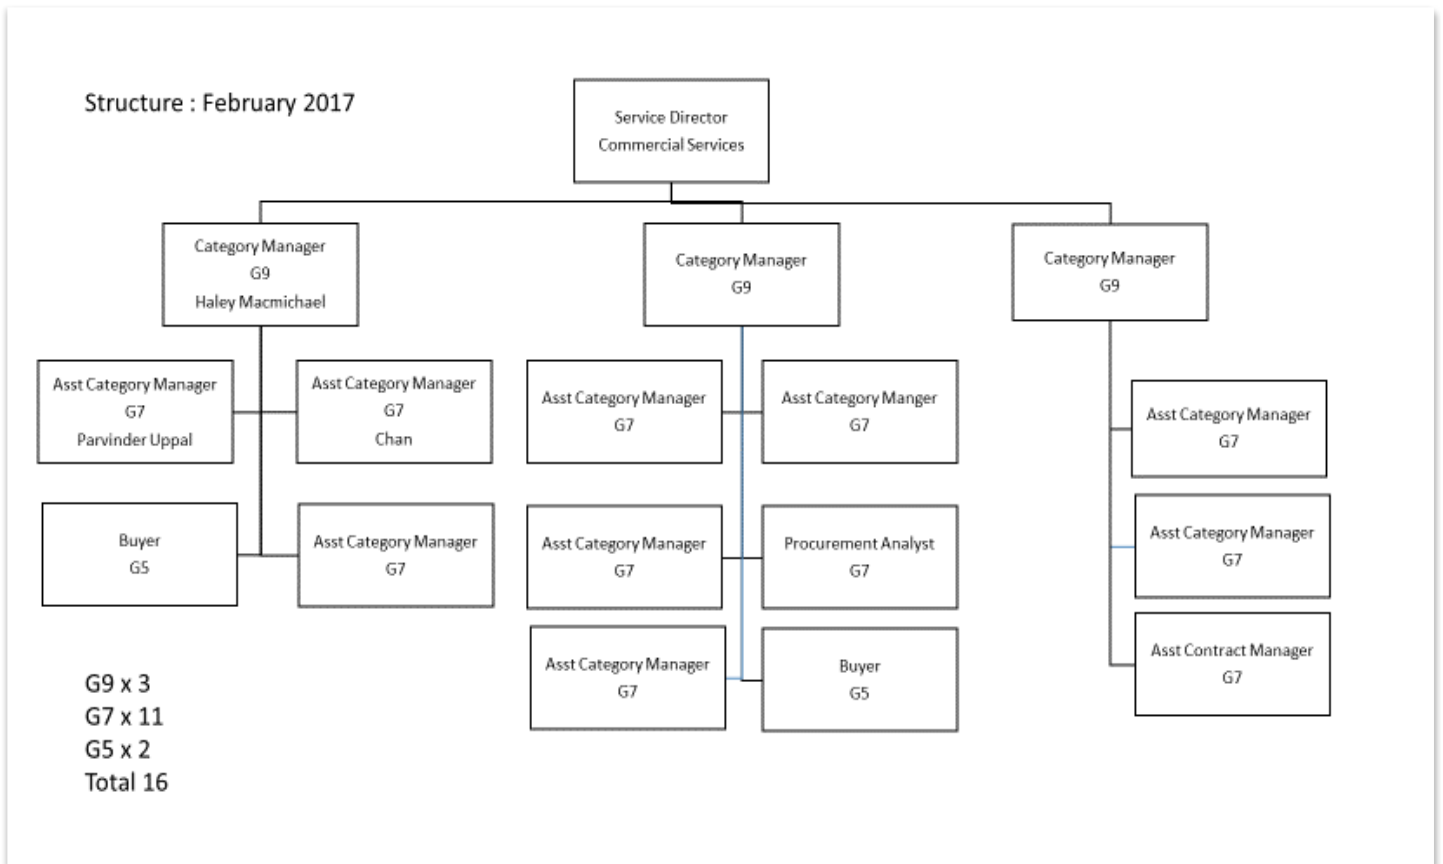 Structure : February 2017
Service Director
Commercial Services
Category Manager
G9
Haley Macmichael
Category Manager
G9
Category Manager
G9
Asst Category Manager
G7
Parvinder Uppal
Asst Category Manager
G7
Chan
Asst Category Manager
G7
Asst Category Manger
G7
Asst Category Manager
G7
Buyer
G5
Asst Category Manager
G7
Asst Category Manager
G7
Procurement Analyst
G7
Asst Category Manager
G7
Asst Category Manager
G7
Buyer
G5
Asst Contract Manager
G7
G9 x 3
G7 x 11
G5 x 2
Total 16